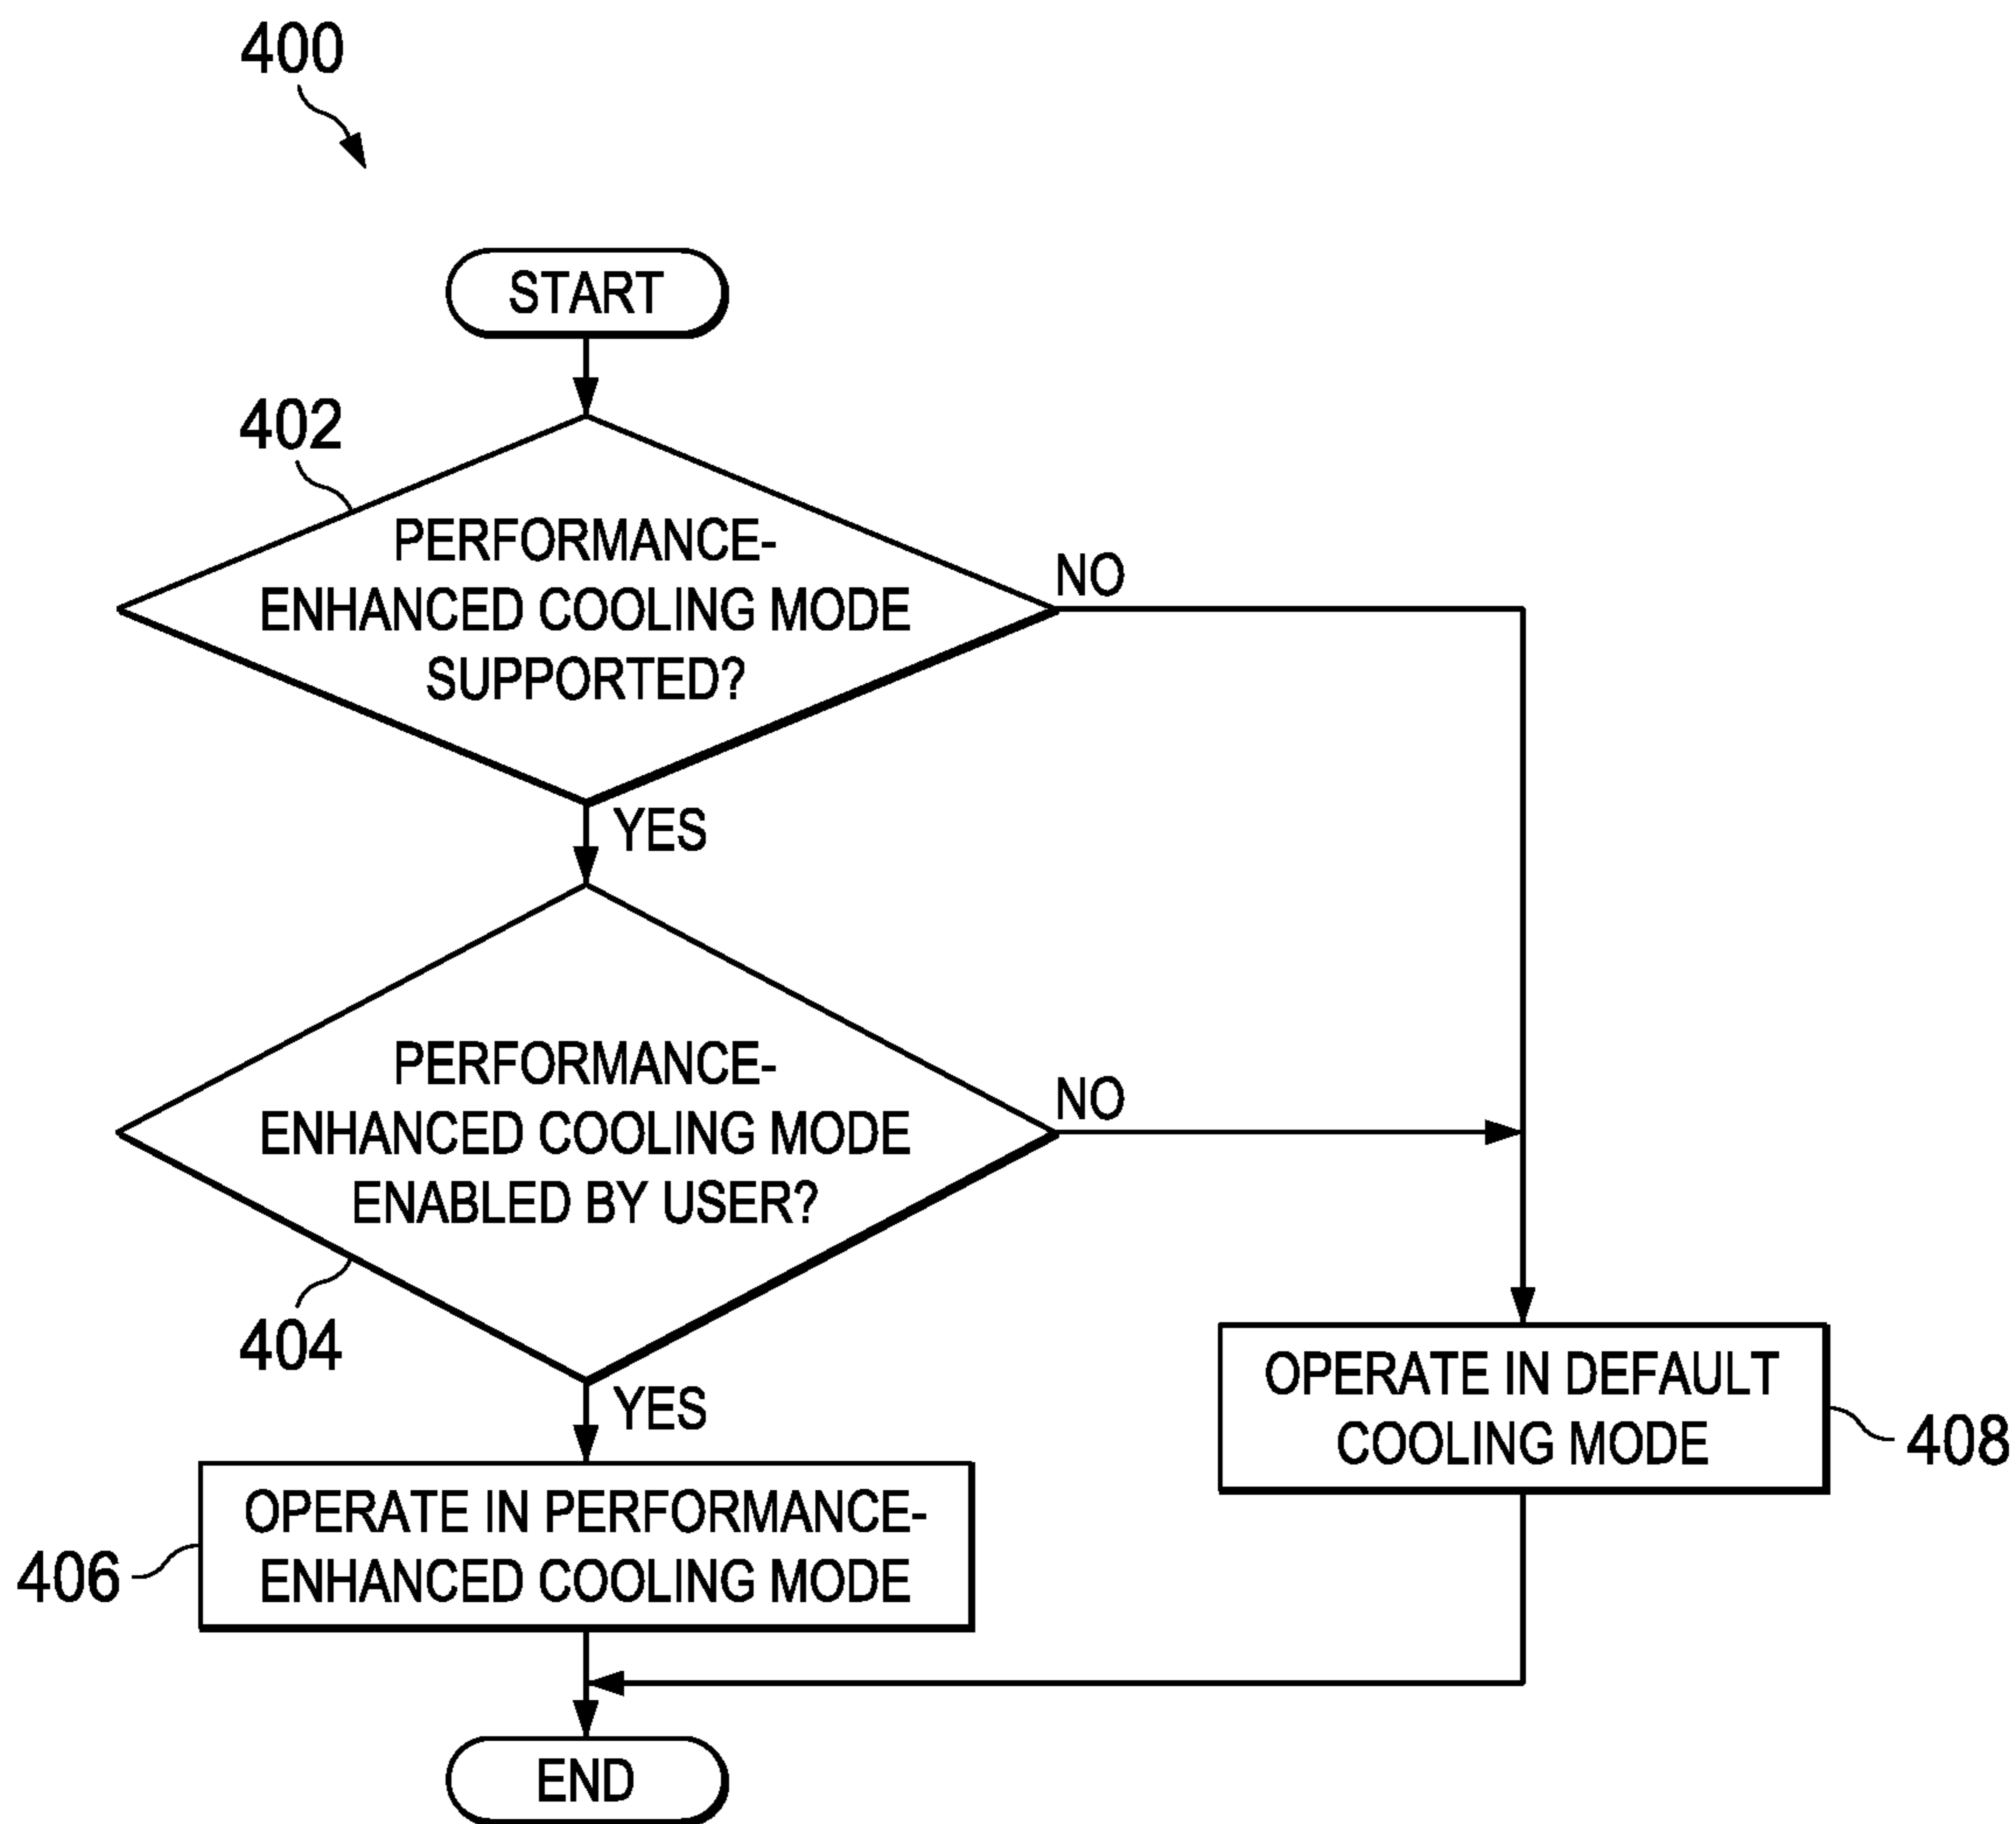 400
START
402
PERFORMANCE-
ENHANCED COOLING MODE
SUPPORTED?
NO
YES
PERFORMANCE-
ENHANCED COOLING MODE
ENABLED BY USER?
NO
404
YES
OPERATE IN DEFAULT
COOLING MODE
408
OPERATE IN PERFORMANCE-
ENHANCED COOLING MODE
406
END